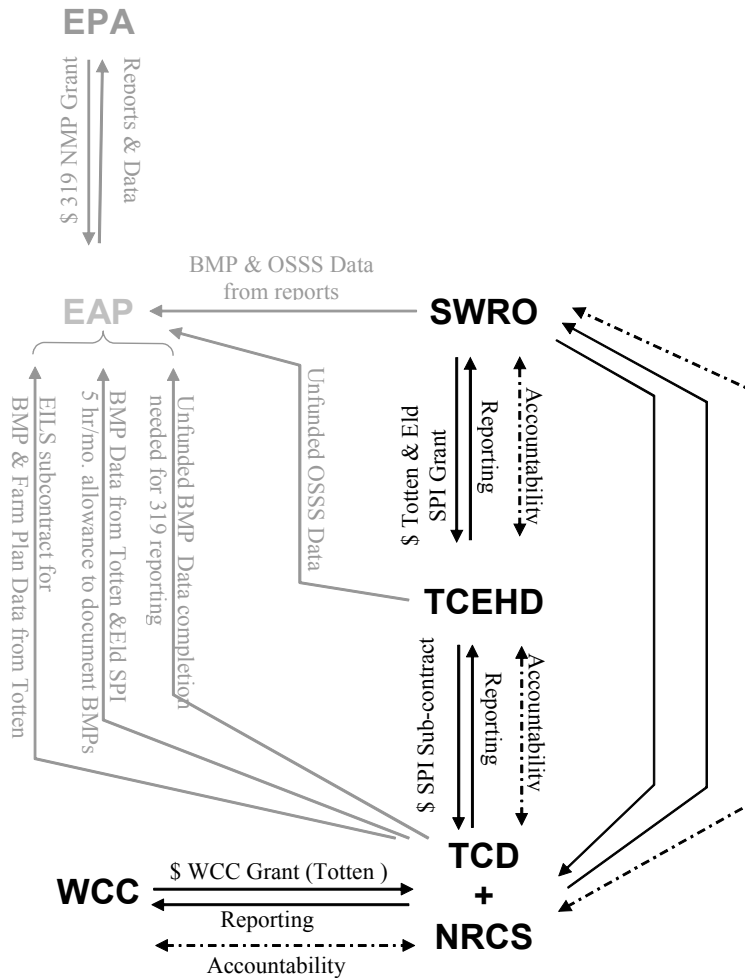 EPA
$ 319 NMP Grant
Reports & Data
BMP & OSSS Data
from reports
EAP
SWRO
EILS subcontract for
BMP & Farm Plan Data from Totten
BMP Data from Totten &Eld SPI
5 hr/mo. allowance to document BMPs
Unfunded BMP Data completion
needed for 319 reporting
Unfunded OSSS Data
$ Totten & Eld
SPI Grant
Reporting
Accountability
TCEHD
$ SPI Sub-contract
Reporting
Accountability
TCD
+
NRCS
WCC
$ WCC Grant (Totten )
Reporting
Accountability